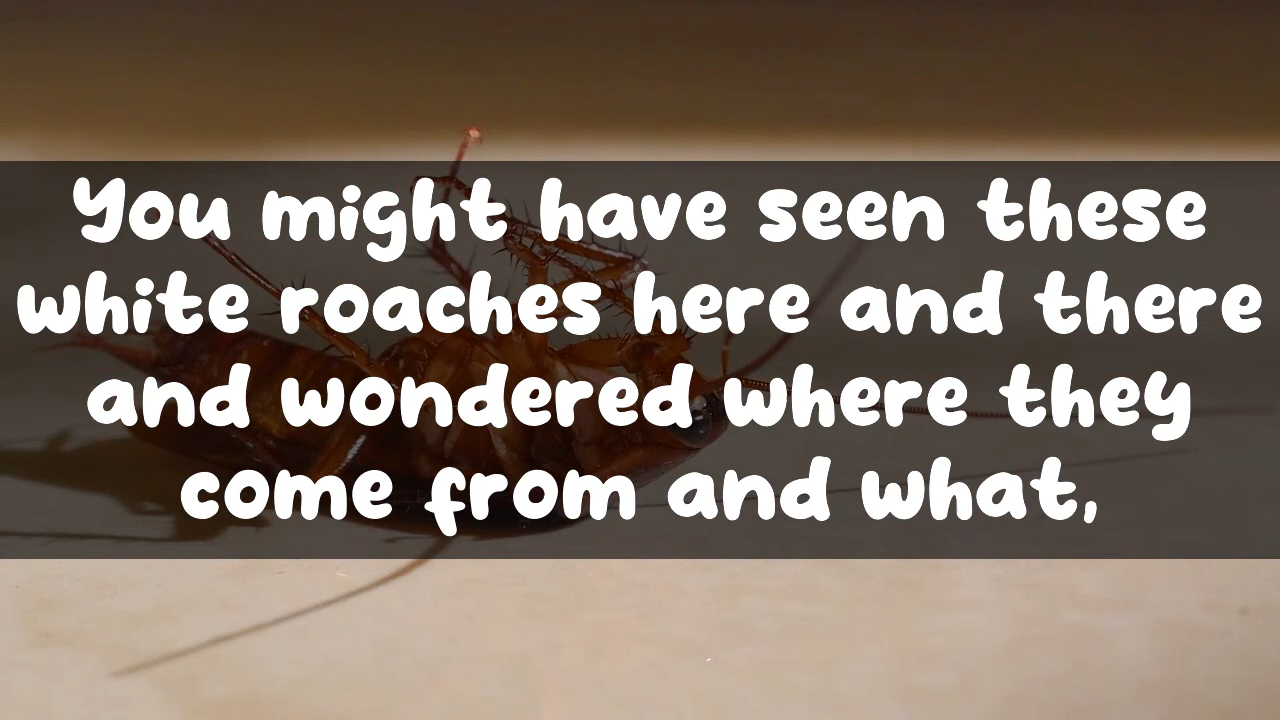 You might have seen these
white roaches here and there
and wondered where they
come from and what,